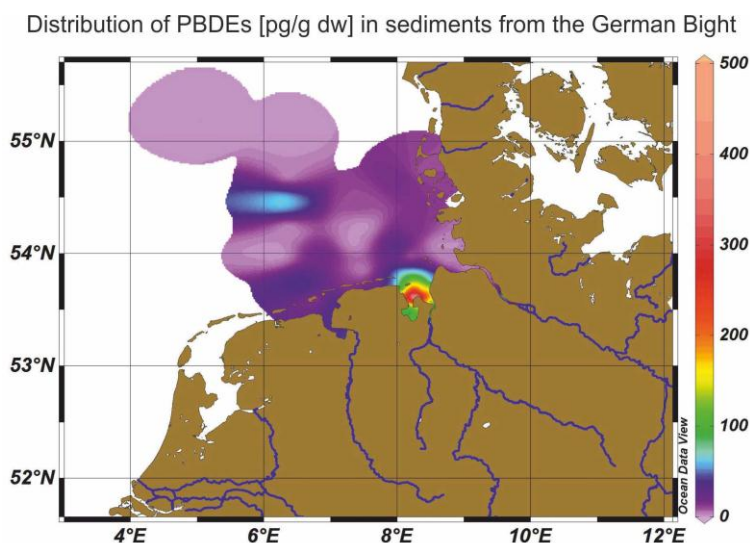 Distribution of PBDEs [pg/g dw] in sediments from the German Bight
500
55°N
400
54°N
300
53°N
200
100
52°N
Ocean Data View
0
4°E 6°E 8°E 10°E 12°E